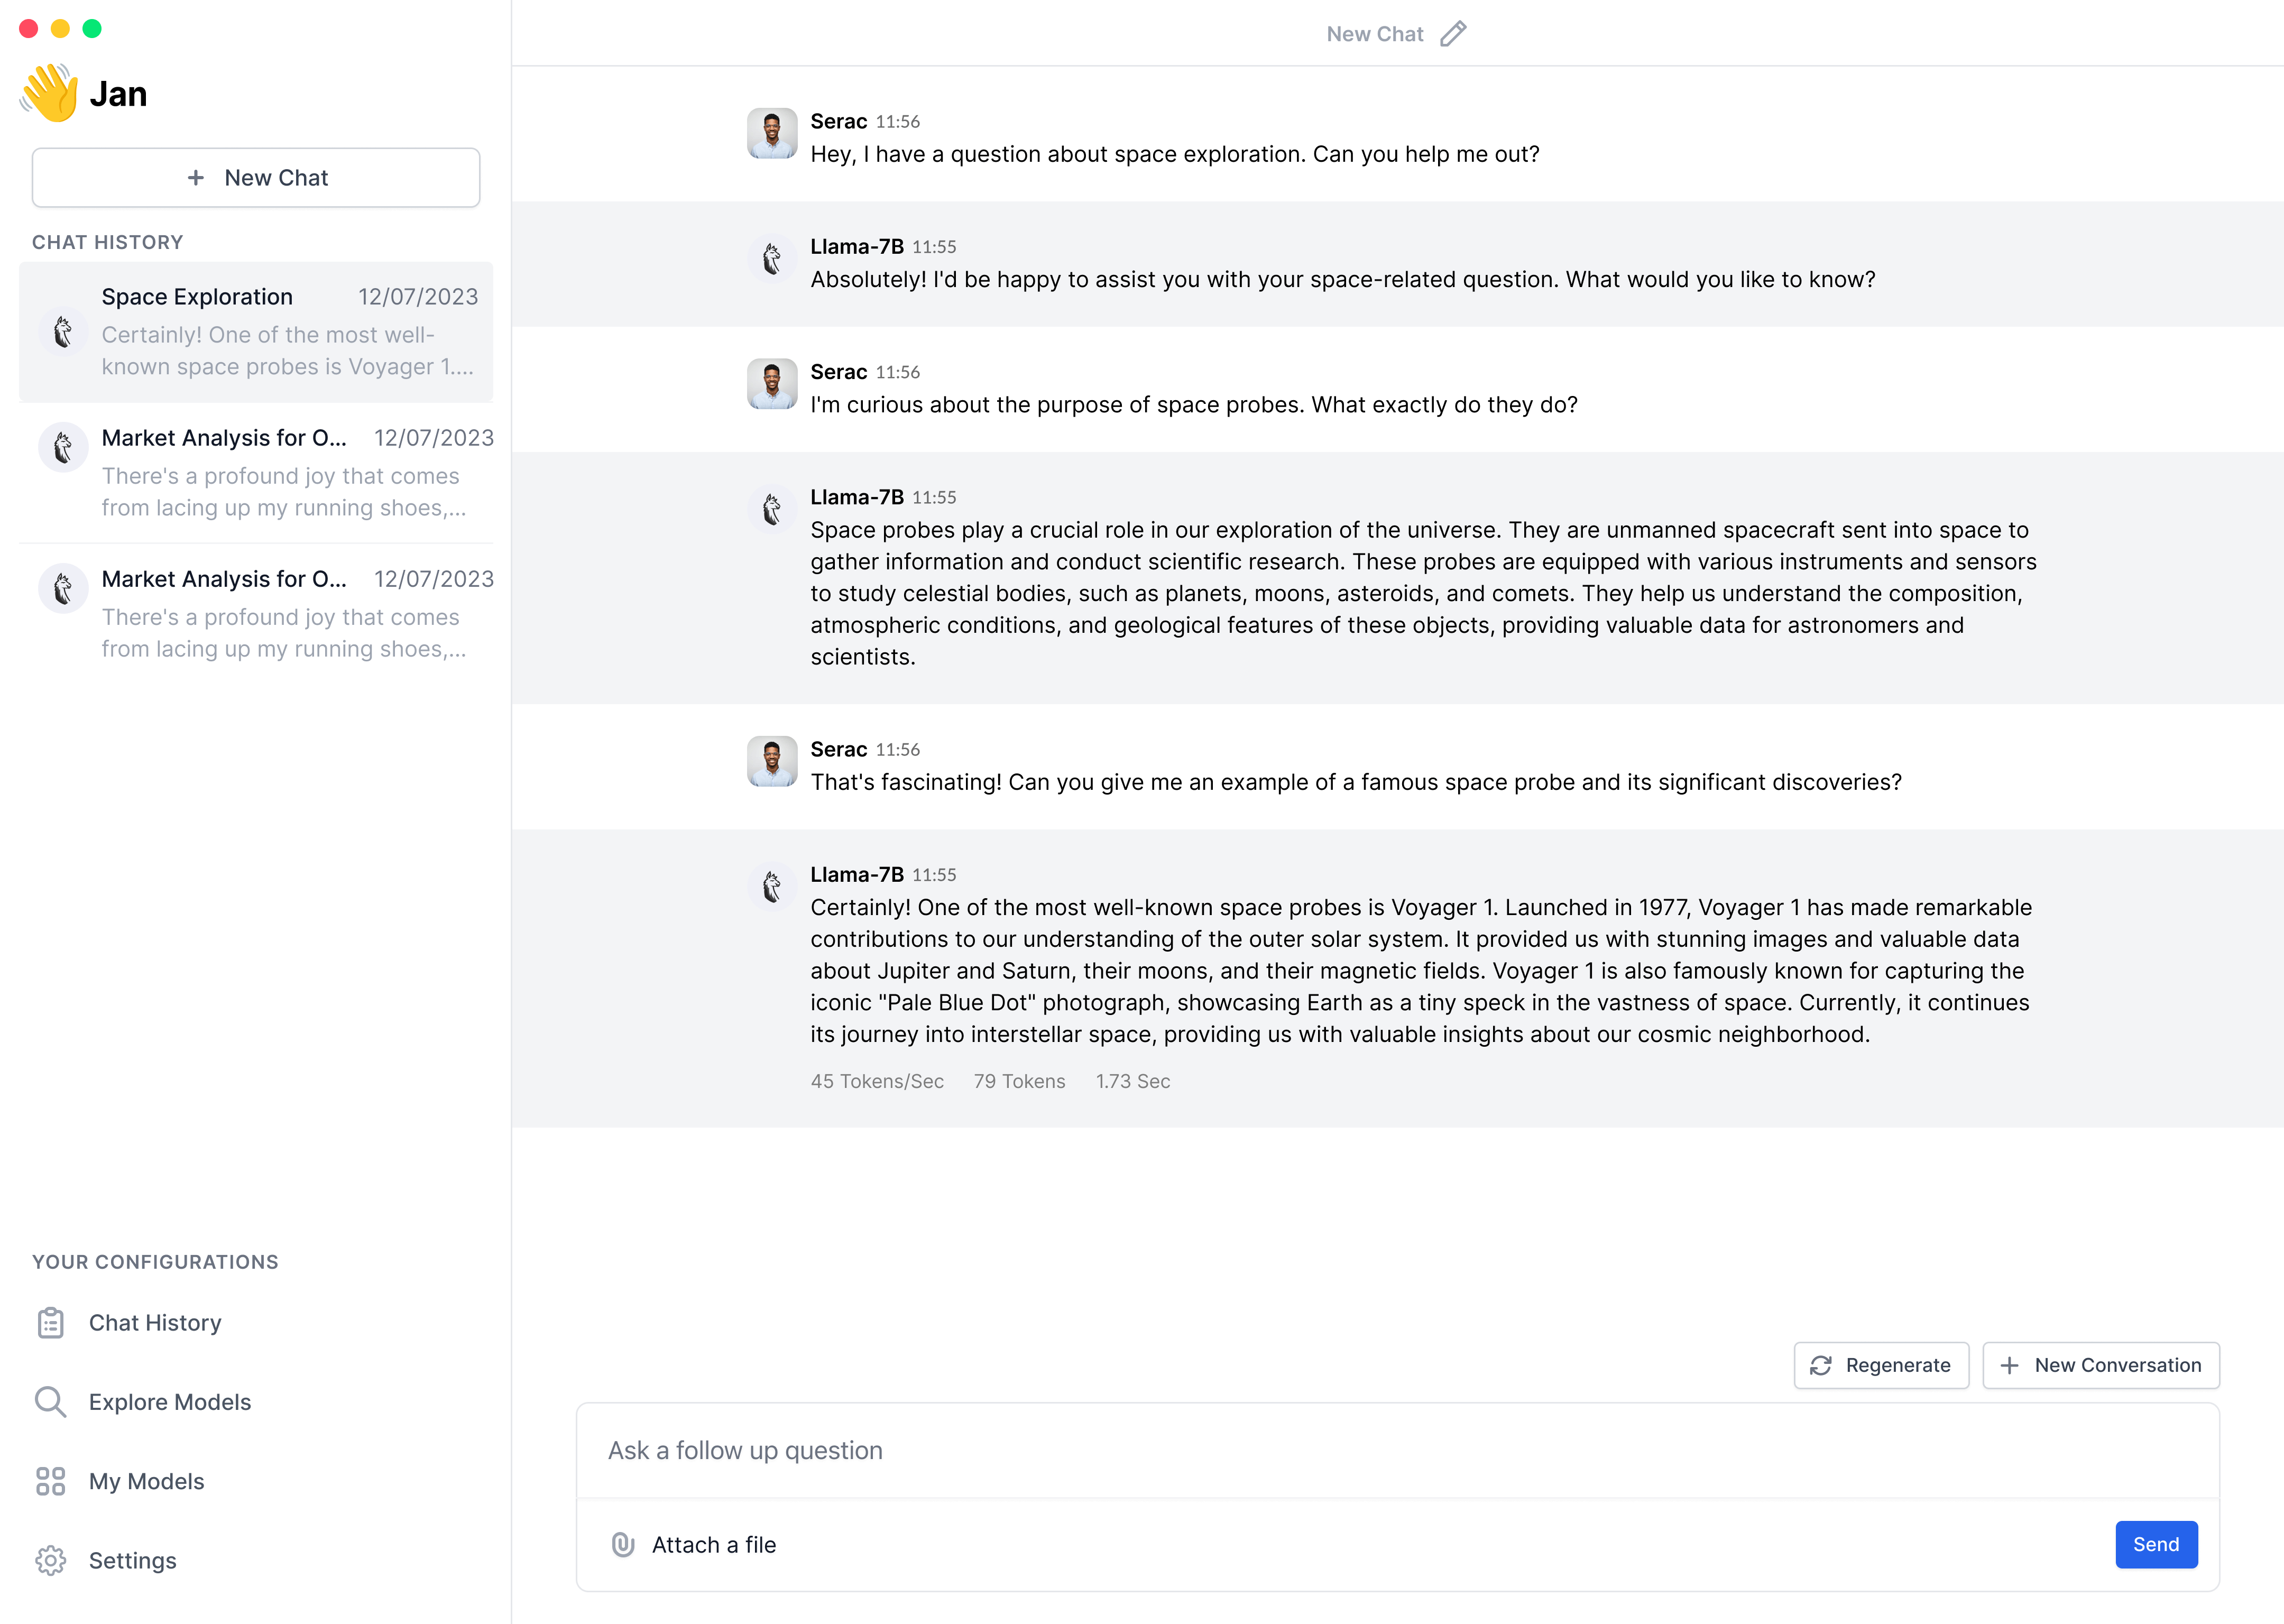 Jan
+ New Chat
CHAT HISTORY
Space Exploration 12/07/2023
Certainly! One of the most well-
known space probes is Voyager 1....
Market Analysis for O... 12/07/2023
There's a profound joy that comes
from lacing up my running shoes,...
Market Analysis for O... 12/07/2023
There's a profound joy that comes
from lacing up my running shoes,...
YOUR CONFIGURATIONS
Chat History
Explore Models
My Models
Settings
New Chat
Serac 11:56
Hey, I have a question about space exploration. Can you help me out?
Llama-7B 11:55
Absolutely! I'd be happy to assist you with your space-related question. What would you like to know?
Serac 11:56
I'm curious about the purpose of space probes. What exactly do they do?
Llama-7B 11:55
Space probes play a crucial role in our exploration of the universe. They are unmanned spacecraft sent into space to
gather information and conduct scientific research. These probes are equipped with various instruments and sensors
to study celestial bodies, such as planets, moons, asteroids, and comets. They help us understand the composition,
atmospheric conditions, and geological features of these objects, providing valuable data for astronomers and
scientists.
Serac 11:56
That's fascinating! Can you give me an example of a famous space probe and its significant discoveries?
Llama-7B 11:55
Certainly! One of the most well-known space probes is Voyager 1. Launched in 1977, Voyager 1 has made remarkable
contributions to our understanding of the outer solar system. It provided us with stunning images and valuable data
about Jupiter and Saturn, their moons, and their magnetic fields. Voyager 1 is also famously known for capturing the
iconic "Pale Blue Dot" photograph, showcasing Earth as a tiny speck in the vastness of space. Currently, it continues
its journey into interstellar space, providing us with valuable insights about our cosmic neighborhood.
45 Tokens/Sec 79 Tokens 1.73 Sec
Regenerate + New Conversation
Ask a follow up question
Attach a file Send